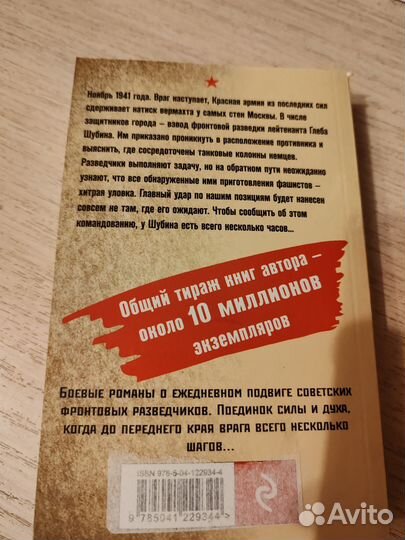 Ноябрь 1941 года. Враг наступает, Красная армия из последних сил
сдерживает натиск вермахта у самых стен Москвы. В числе
защитников города – взвод фронтовой разведки лейтенанта Глеба
Шубина. Им приказано проникнуть в расположение противника и
выяснить, где сосредоточены танковые колонны немцев.
Разведчики выполняют задачу, но на обратном пути неожиданно
узнают, что все обнаруженные ими приготовления фашистов –
хитрая уловка. Главный удар по нашим позициям будет нанесен
совсем не там, где его ожидают. Чтобы сообщить об этом
командованию, у Шубина есть всего несколько часов...
Общий тираж книг автора –
около 10 миллионов
экземпляров
Боевые романы о ежедневном подвиге советских
фронтовых разведчиков. Поединок силы и духа,
когда до переднего края врага всего несколько
шагов...
ISBN 978-5-04-122934-4
9 785041 229344 >
Avito